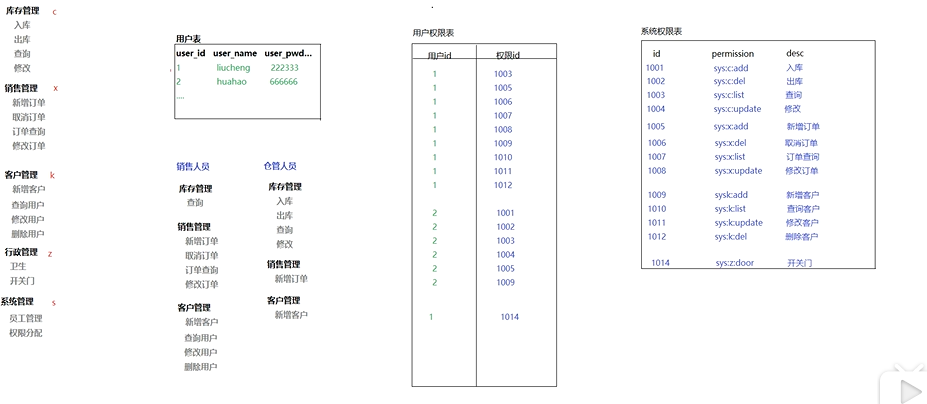 库存管理 c
入库
出库
查询
修改
销售管理 x
新增订单
取消订单
订单查询
修改订单
客户管理 k
新增客户
查询用户
修改用户
删除用户
行政管理 z
卫生
开关门
系统管理 s
员工管理
权限分配
用户表
user_id user_name user_pwd...
1 liucheng 222333
2 huahao 666666
....
销售人员
库存管理
查询
销售管理
新增订单
取消订单
订单查询
修改订单
客户管理
新增客户
查询用户
修改用户
删除用户
仓管人员
库存管理
入库
出库
查询
修改
销售管理
新增订单
客户管理
新增客户
用户权限表
用户id 权限id
1 1003
1 1005
1 1006
1 1007
1 1008
1 1009
1 1010
1 1011
1 1012
2 1001
2 1002
2 1003
2 1004
2 1005
2 1009
1 1014
系统权限表
id permission desc
1001 sys:c:add 入库
1002 sys:c:del 出库
1003 sys:c:list 查询
1004 sys:c:update 修改
1005 sys:x:add 新增订单
1006 sys:x:del 取消订单
1007 sys:x:list 订单查询
1008 sys:x:update 修改订单
1009 sys:k:add 新增客户
1010 sys:k:list 查询客户
1011 sys:k:update 修改客户
1012 sys:k:del 删除客户
1014 sys:z:door 开关门